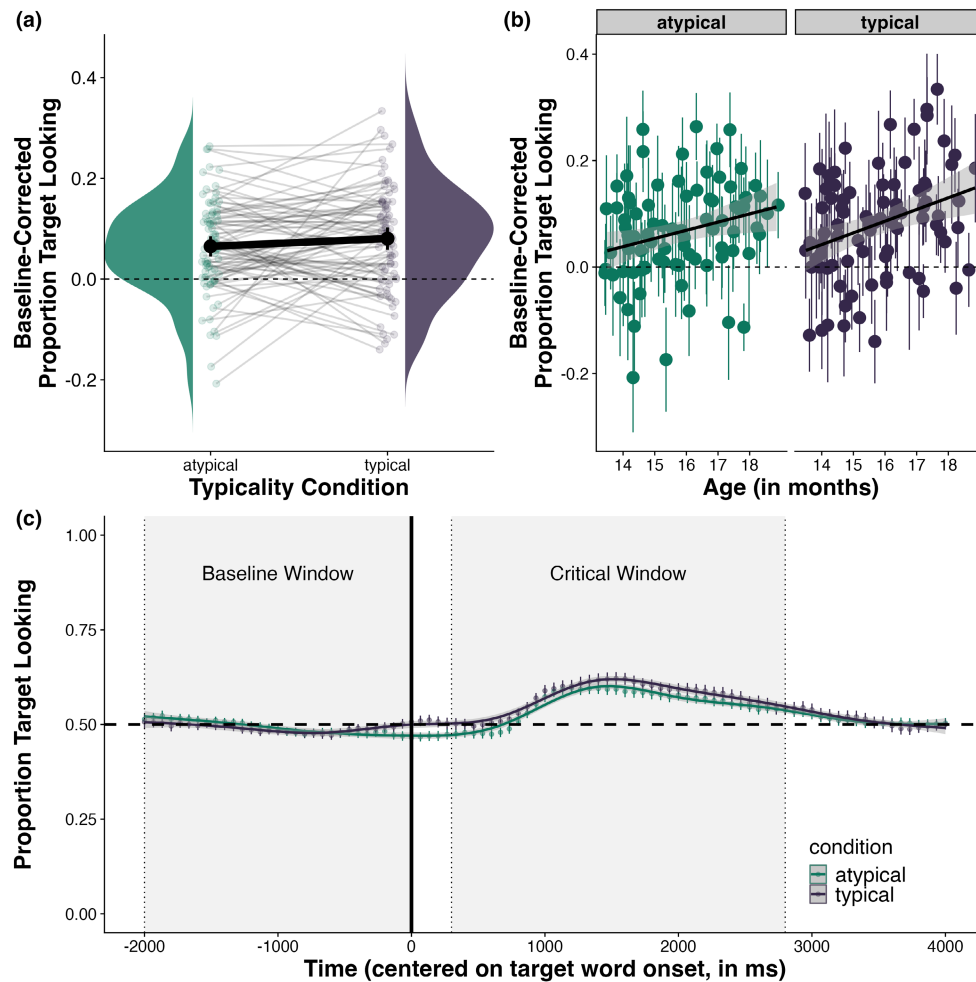 (a)
Baseline-Corrected
Proportion Target Looking
0.4
0.2
0.0
-0.2
atypical
typical
Typicality Condition
(b)
atypical
typical
Baseline-Corrected
Proportion Target Looking
0.4
0.2
0.0
-0.2
14 15 16 17 18
14 15 16 17 18
Age (in months)
(c)
Proportion Target Looking
1.00
0.75
0.50
0.25
0.00
Baseline Window
Critical Window
condition
atypical
typical
-2000 -1000 0 1000 2000 3000 4000
Time (centered on target word onset, in ms)